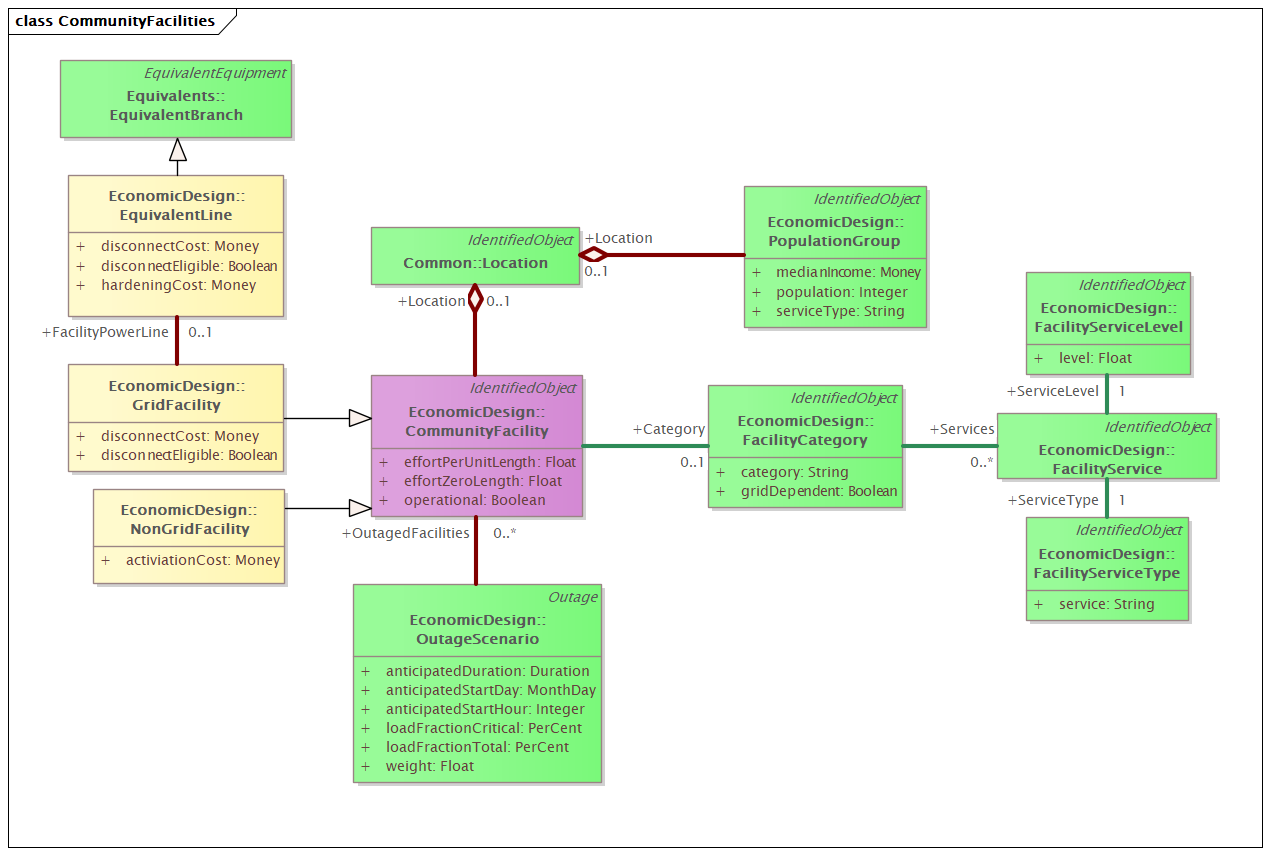 class CommunityFacilities
EquivalentEquipment
Equivalents::
EquivalentBranch
EconomicDesign::
EquivalentLine
+ disconnectCost: Money
+ disconnectEligible: Boolean
+ hardeningCost: Money
+FacilityPowerLine 0..1
EconomicDesign::
GridFacility
+ disconnectCost: Money
+ disconnectEligible: Boolean
EconomicDesign::
NonGridFacility
+ activiationCost: Money
IdentifiedObject
Common::Location
+Location
0..1
+Location 0..1
IdentifiedObject
EconomicDesign::
PopulationGroup
+ medianIncome: Money
+ population: Integer
+ serviceType: String
IdentifiedObject
EconomicDesign::
CommunityFacility
+ effortPerUnitLength: Float
+ effortZeroLength: Float
+ operational: Boolean
+OutagedFacilities 0..*
Outage
EconomicDesign::
OutageScenario
+ anticipatedDuration: Duration
+ anticipatedStartDay: MonthDay
+ anticipatedStartHour: Integer
+ loadFractionCritical: PerCent
+ loadFractionTotal: PerCent
+ weight: Float
+Category
0..1
IdentifiedObject
EconomicDesign::
FacilityCategory
+ category: String
+ gridDependent: Boolean
+Services
0..*
IdentifiedObject
EconomicDesign::
FacilityServiceLevel
+ level: Float
+ServiceLevel 1
IdentifiedObject
EconomicDesign::
FacilityService
+ServiceType 1
IdentifiedObject
EconomicDesign::
FacilityServiceType
+ service: String